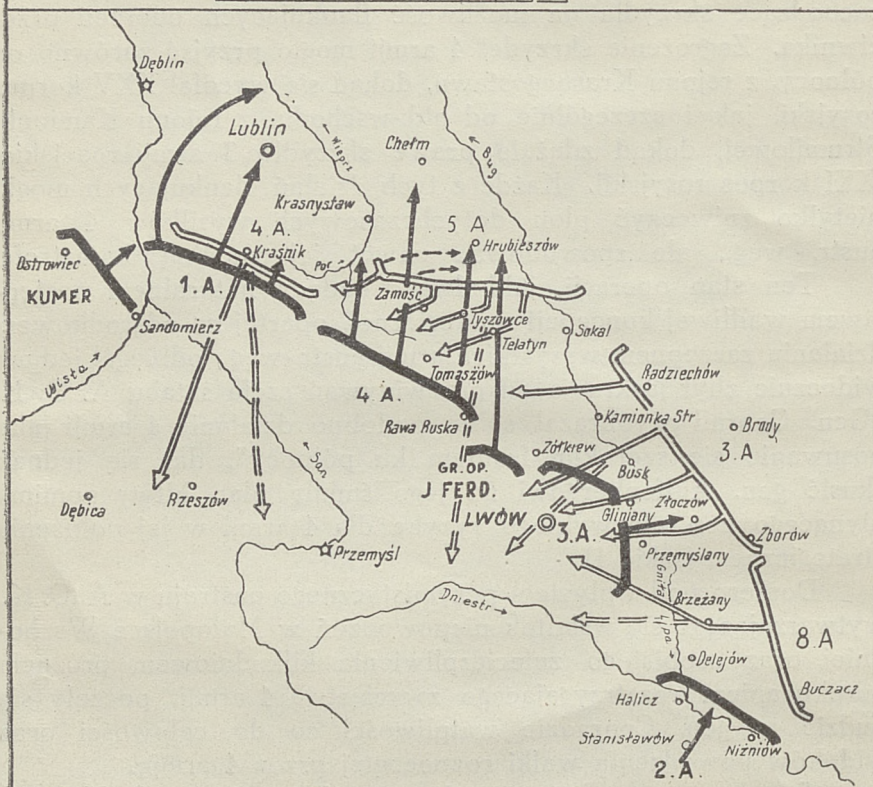 Dęblin
Lublin
Wieprz
Chełm
Bug
Krasnystaw
4 A.
Kraśnik
5 A
Hrubieszów
Ostrowiec
KUMER
1.A.
Por
Zamość
Tyszowce
Telatyn
Sokal
Sandomierz
Wisła
Tomaszów
4 A.
Radziechów
Rawa Ruska
Kamionka Str
Brody
3.A
Żółkiew
GR. OP.
J FERD.
Busk
San
Dębica
Rzeszów
LWÓW
3.A.
Gliniany
Złoczów
Zborów
Przemyśl
Przemyślany
Gniła Lipa
Dniestr
Brzeżany
8.A
Delejów
Halicz
Buczacz
Stanisławów
Niżniów
2.A.